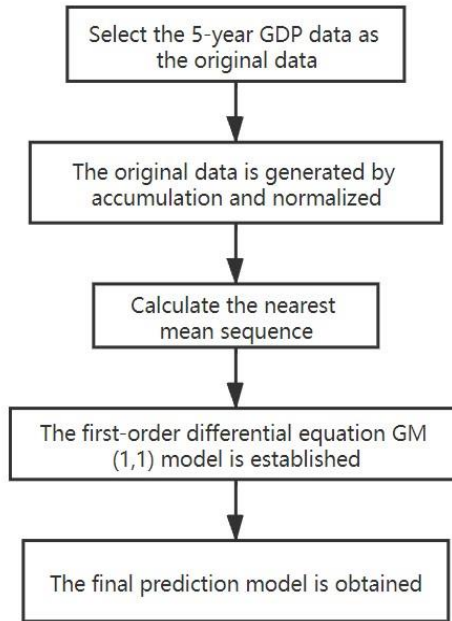 Select the 5-year GDP data as
the original data
The original data is generated by
accumulation and normalized
Calculate the nearest
mean sequence
The first-order differential equation GM
(1,1) model is established
The final prediction model is obtained